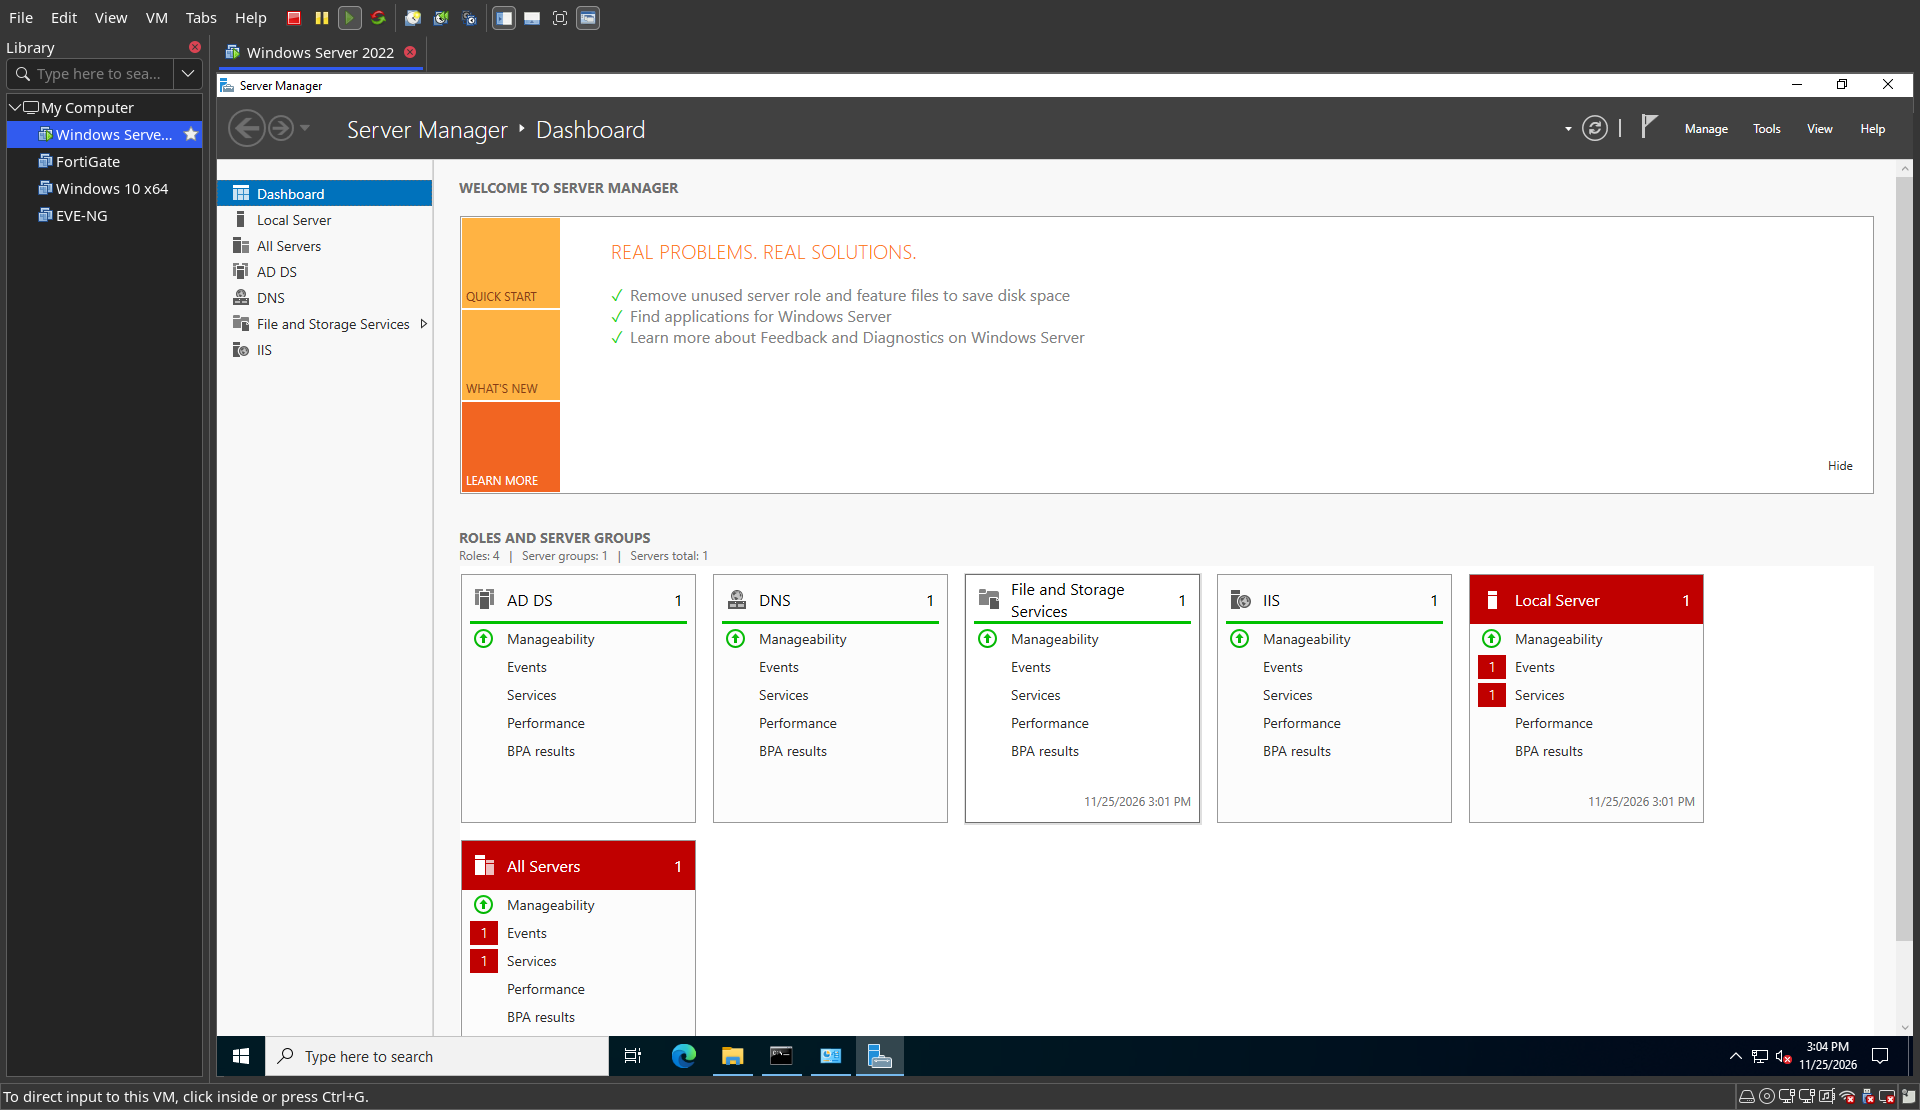 File Edit View VM Tabs Help
Library
Type here to sea...
My Computer
Windows Serve...
FortiGate
Windows 10 x64
EVE-NG
Windows Server 2022
Server Manager
Server Manager Dashboard
Manage Tools View Help
Dashboard
Local Server
All Servers
AD DS
DNS
File and Storage Services
IIS
WELCOME TO SERVER MANAGER
QUICK START
WHAT'S NEW
LEARN MORE
REAL PROBLEMS. REAL SOLUTIONS.
Remove unused server role and feature files to save disk space
Find applications for Windows Server
Learn more about Feedback and Diagnostics on Windows Server
Hide
ROLES AND SERVER GROUPS
Roles: 4 | Server groups: 1 | Servers total: 1
AD DS 1
Manageability
Events
Services
Performance
BPA results
DNS 1
Manageability
Events
Services
Performance
BPA results
File and Storage
Services 1
Manageability
Events
Services
Performance
BPA results
11/25/2026 3:01 PM
IIS 1
Manageability
Events
Services
Performance
BPA results
Local Server 1
Manageability
1 Events
1 Services
Performance
BPA results
11/25/2026 3:01 PM
All Servers 1
Manageability
1 Events
1 Services
Performance
BPA results
Type here to search
3:04 PM
11/25/2026
To direct input to this VM, click inside or press Ctrl+G.